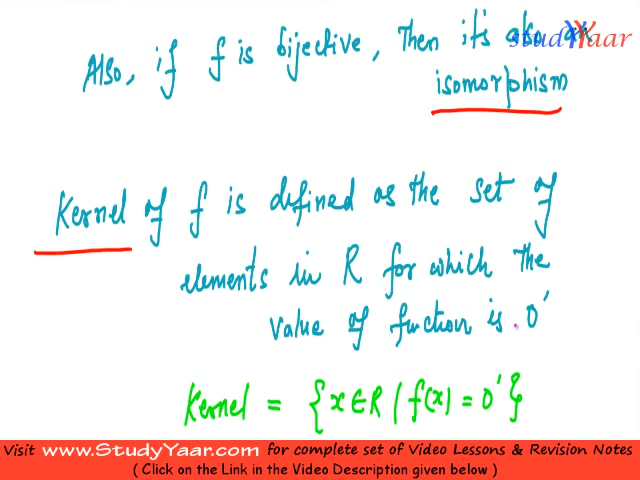 Also, if f is bijective, Then it's also an
studYYaar
isomorphism
Kernel of f is defined as the set of
elements in R for which the
value of function is 0'
Kernel = {x ∈ R / f(x) = 0'}
Visit www.StudyYaar.com for complete set of Video Lessons & Revision Notes
( Click on the Link in the Video Description given below )